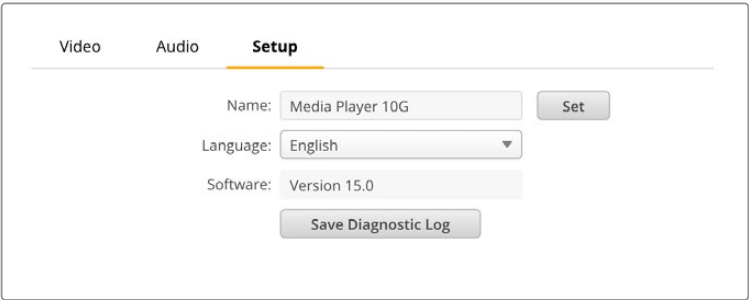 Video Audio Setup
Name: Media Player 10G Set
Language: English
Software: Version 15.0
Save Diagnostic Log